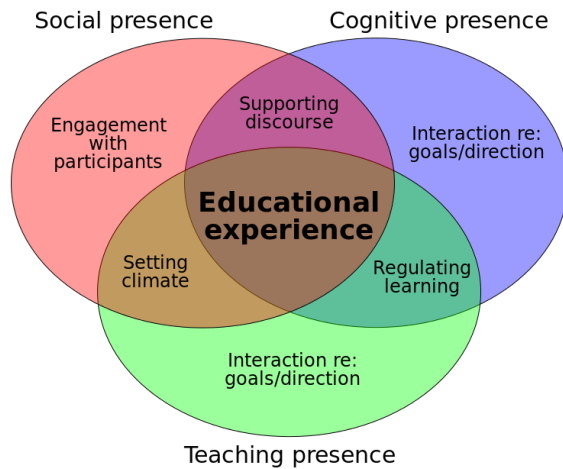 Social presence
Cognitive presence
Supporting
discourse
Engagement
with
participants
Interaction re:
goals/direction
Educational
experience
Setting
climate
Regulating
learning
Interaction re:
goals/direction
Teaching presence